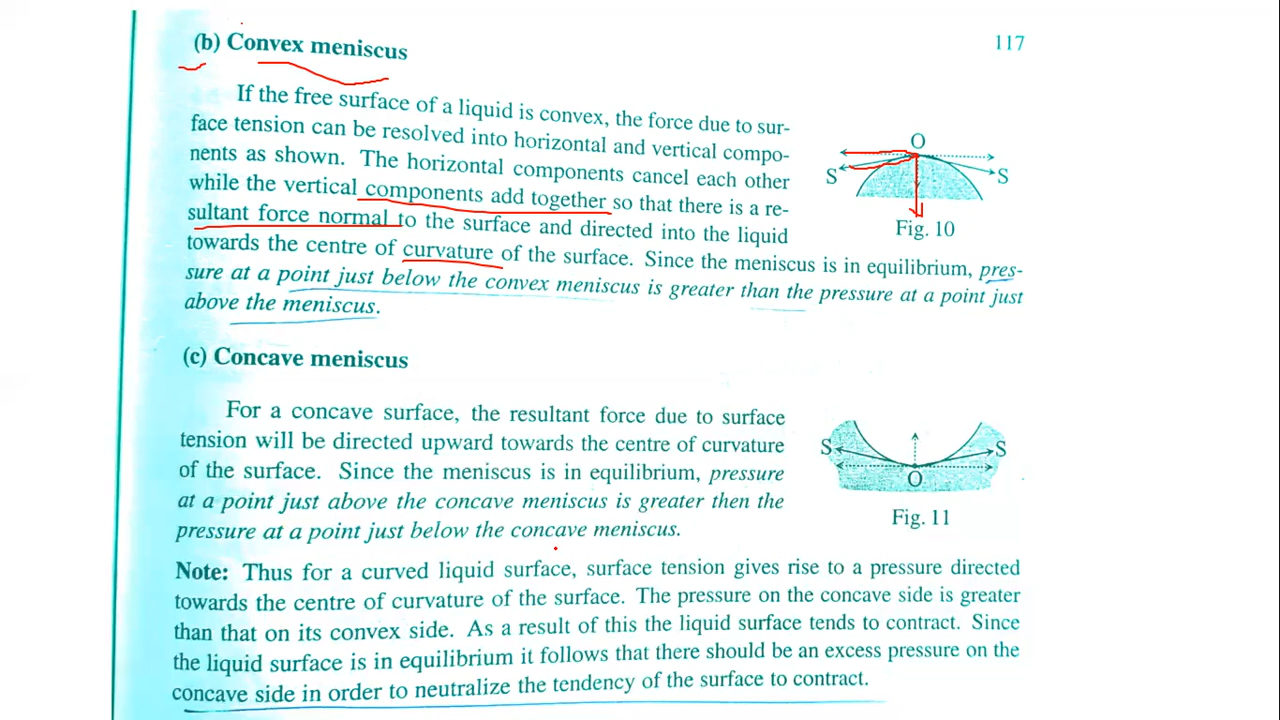 (b) Convex meniscus
117
If the free surface of a liquid is convex, the force due to sur-
face tension can be resolved into horizontal and vertical compo-
nents as shown. The horizontal components cancel each other
while the vertical components add together so that there is a re-
sultant force normal to the surface and directed into the liquid
towards the centre of curvature of the surface. Since the meniscus is in equilibrium, pres-
sure at a point just below the convex meniscus is greater than the pressure at a point just
above the meniscus.
O
S
S
Fig. 10
(c) Concave meniscus
For a concave surface, the resultant force due to surface
tension will be directed upward towards the centre of curvature
of the surface. Since the meniscus is in equilibrium, pressure
at a point just above the concave meniscus is greater then the
pressure at a point just below the concave meniscus.
S
S
O
Fig. 11
Note: Thus for a curved liquid surface, surface tension gives rise to a pressure directed
towards the centre of curvature of the surface. The pressure on the concave side is greater
than that on its convex side. As a result of this the liquid surface tends to contract. Since
the liquid surface is in equilibrium it follows that there should be an excess pressure on the
concave side in order to neutralize the tendency of the surface to contract.